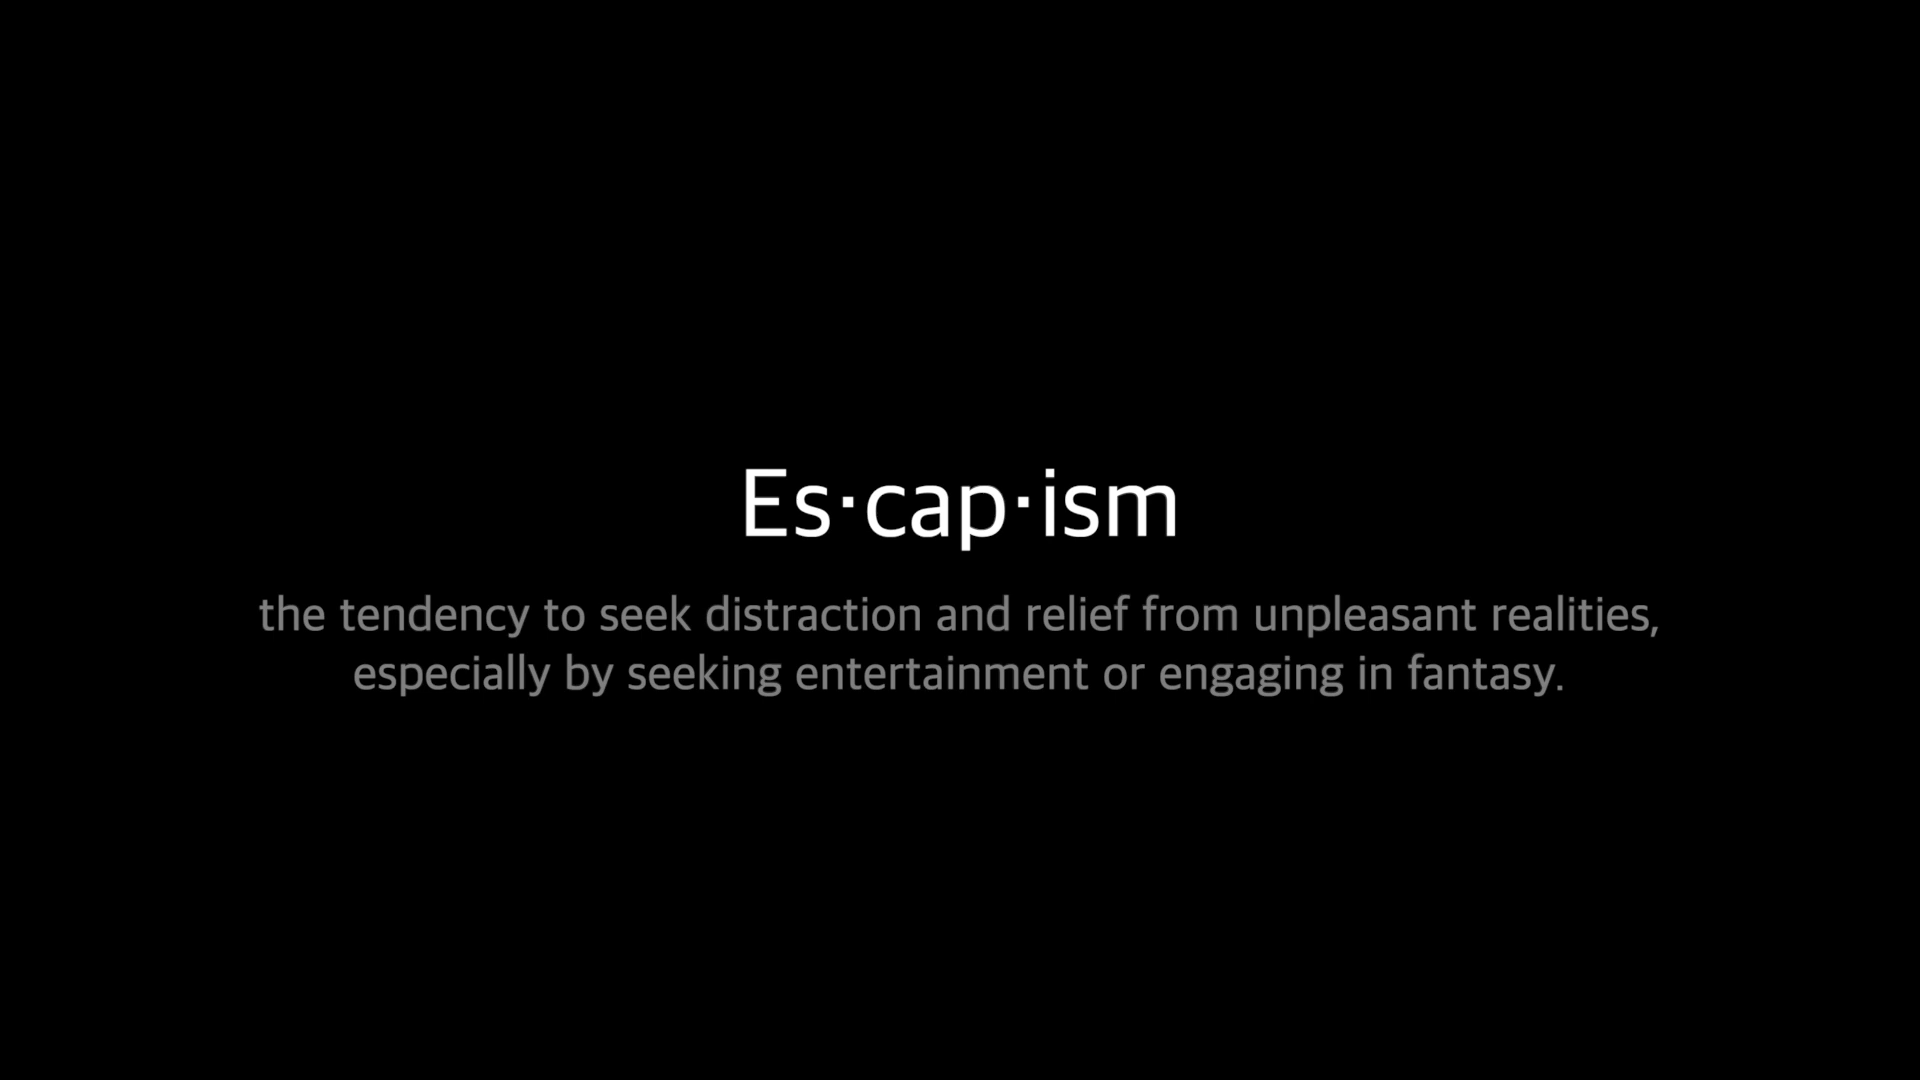 Es·cap·ism
the tendency to seek distraction and relief from unpleasant realities,
especially by seeking entertainment or engaging in fantasy.